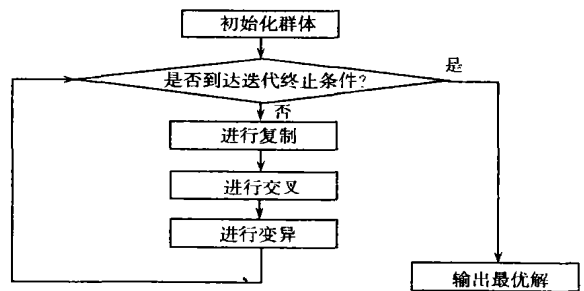 初始化群体
是否到达迭代终止条件?
是
否
进行复制
进行交叉
进行变异
输出最优解